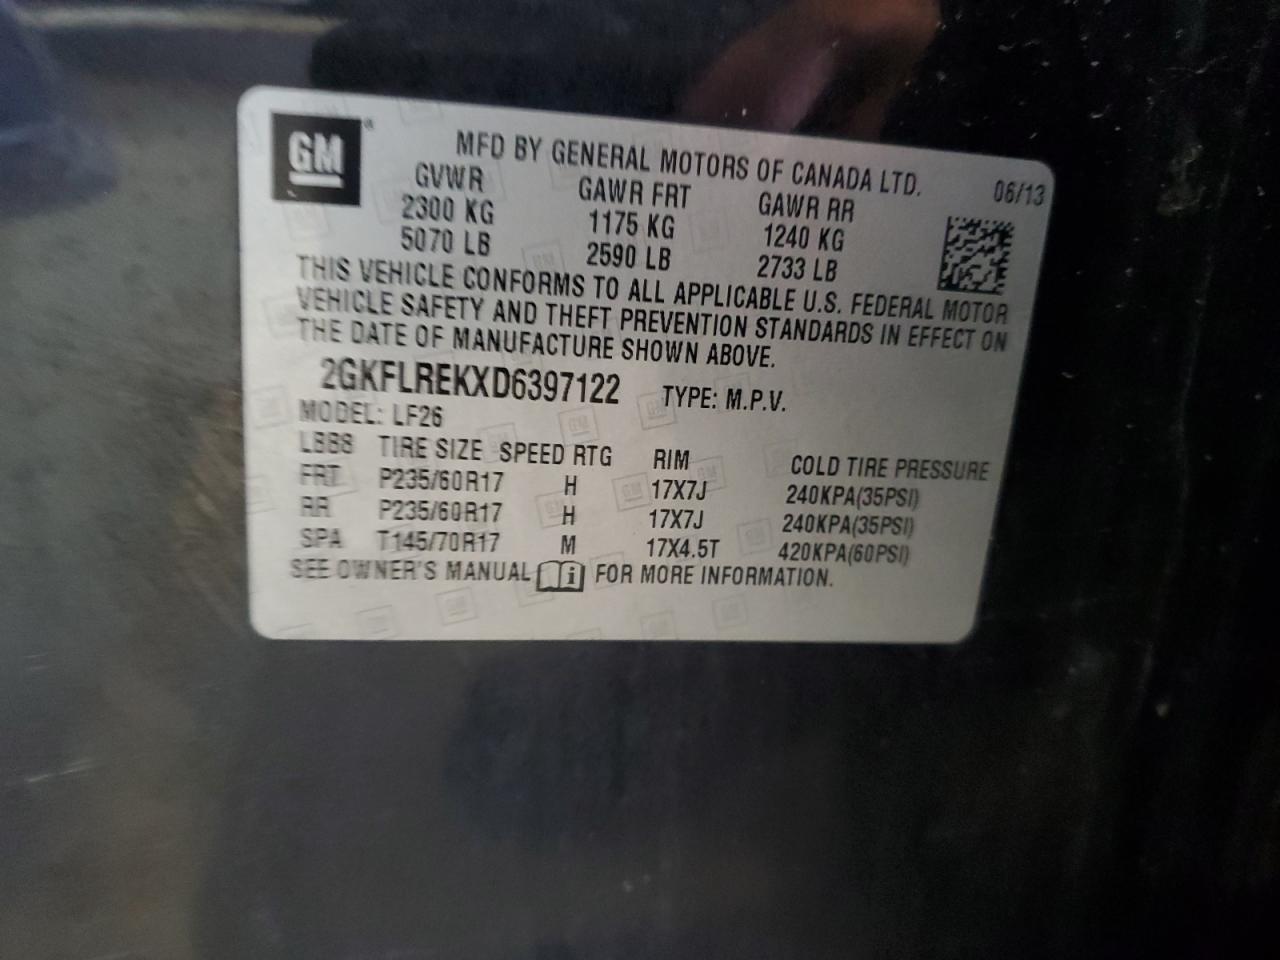 GM
MFD BY GENERAL MOTORS OF CANADA LTD. 06/13
GVWR GAWR FRT GAWR RR
2300 KG 1175 KG 1240 KG
5070 LB 2590 LB 2733 LB
THIS VEHICLE CONFORMS TO ALL APPLICABLE U.S. FEDERAL MOTOR
VEHICLE SAFETY AND THEFT PREVENTION STANDARDS IN EFFECT ON
THE DATE OF MANUFACTURE SHOWN ABOVE.
2GKFLREKXD6397122 TYPE: M.P.V.
MODEL: LF26
LBB8 TIRE SIZE SPEED RTG RIM COLD TIRE PRESSURE
FRT P235/60R17 H 17X7J 240KPA(35PSI)
RR P235/60R17 H 17X7J 240KPA(35PSI)
SPA T145/70R17 M 17X4.5T 420KPA(60PSI)
SEE OWNER'S MANUAL FOR MORE INFORMATION.